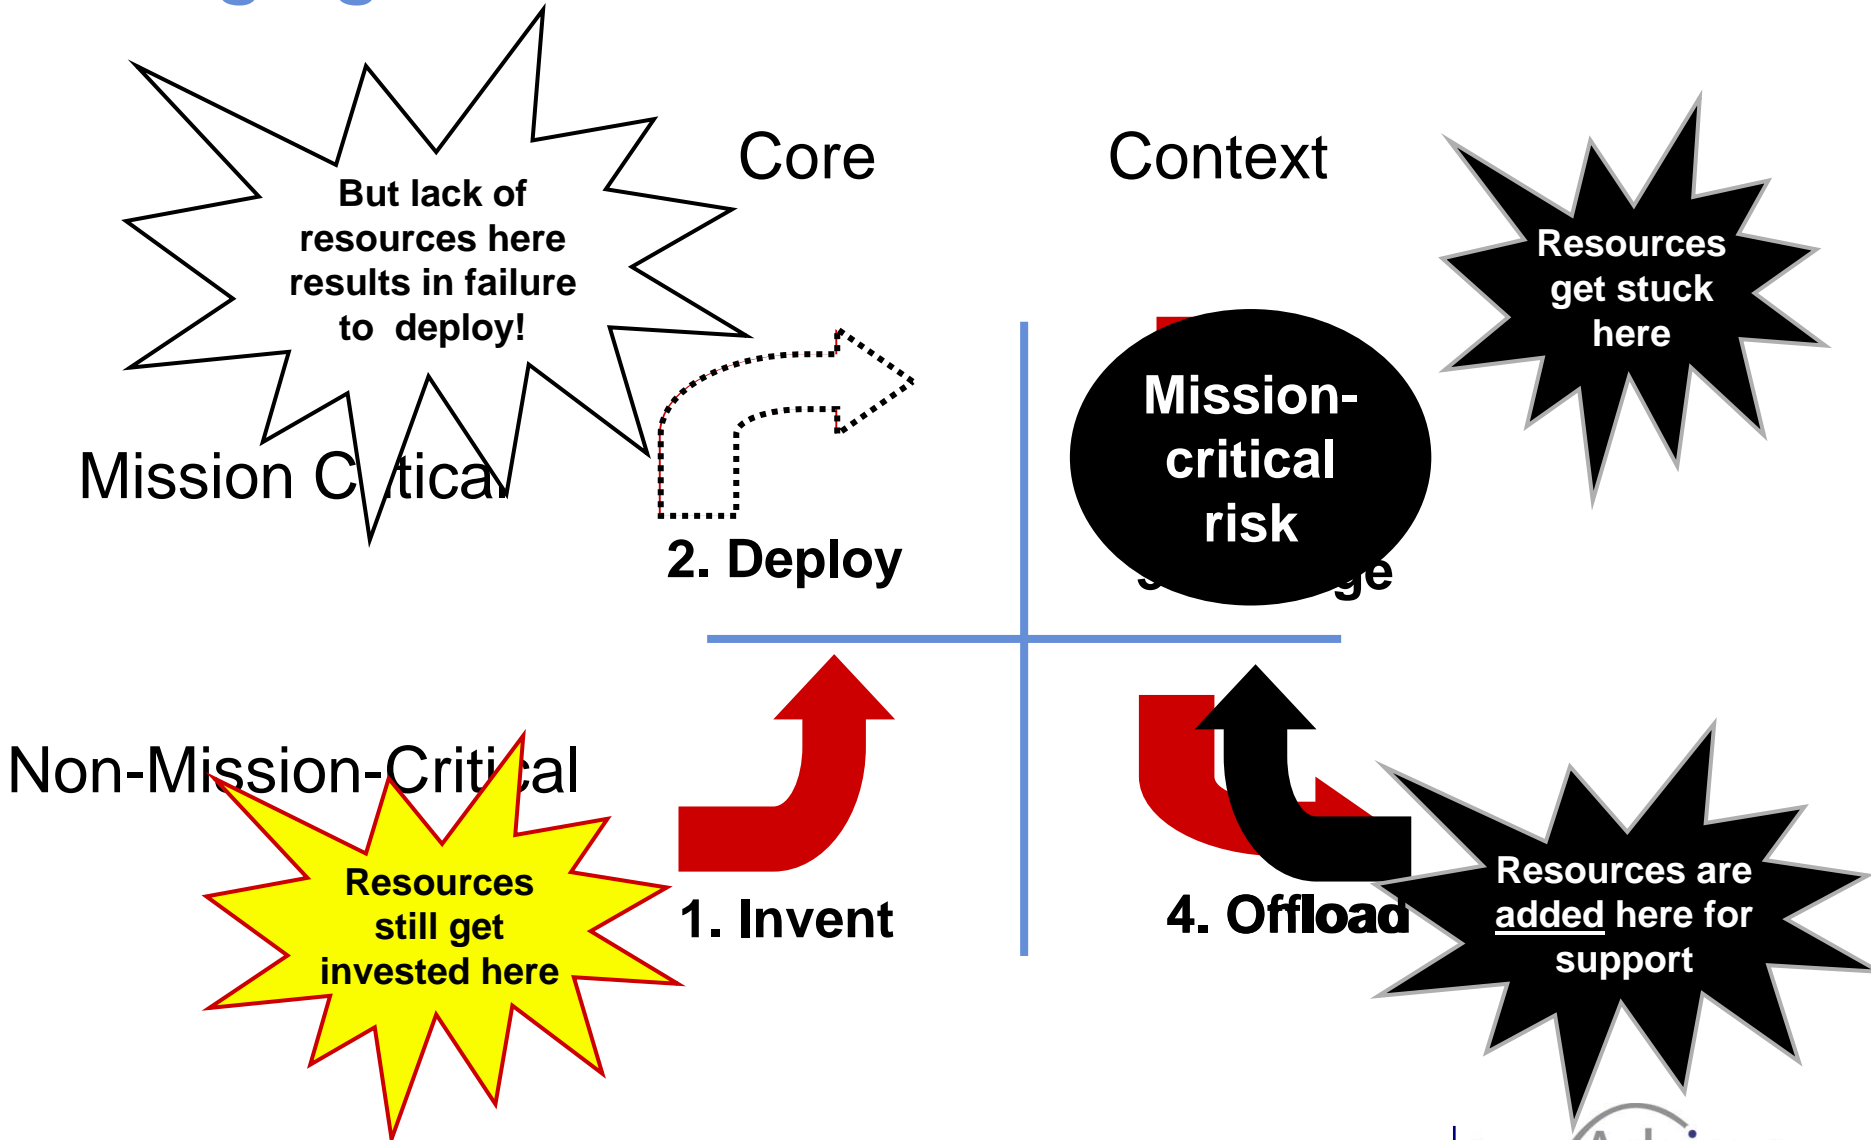 Core
Context
But lack of
resources here
results in failure
to deploy!
Resources
get stuck
here
Mission-
critical
risk
Mission Critical
2. Deploy
Non-Mission-Critical
Resources
still get
invested here
1. Invent
4. Offload
Resources are
added here for
support